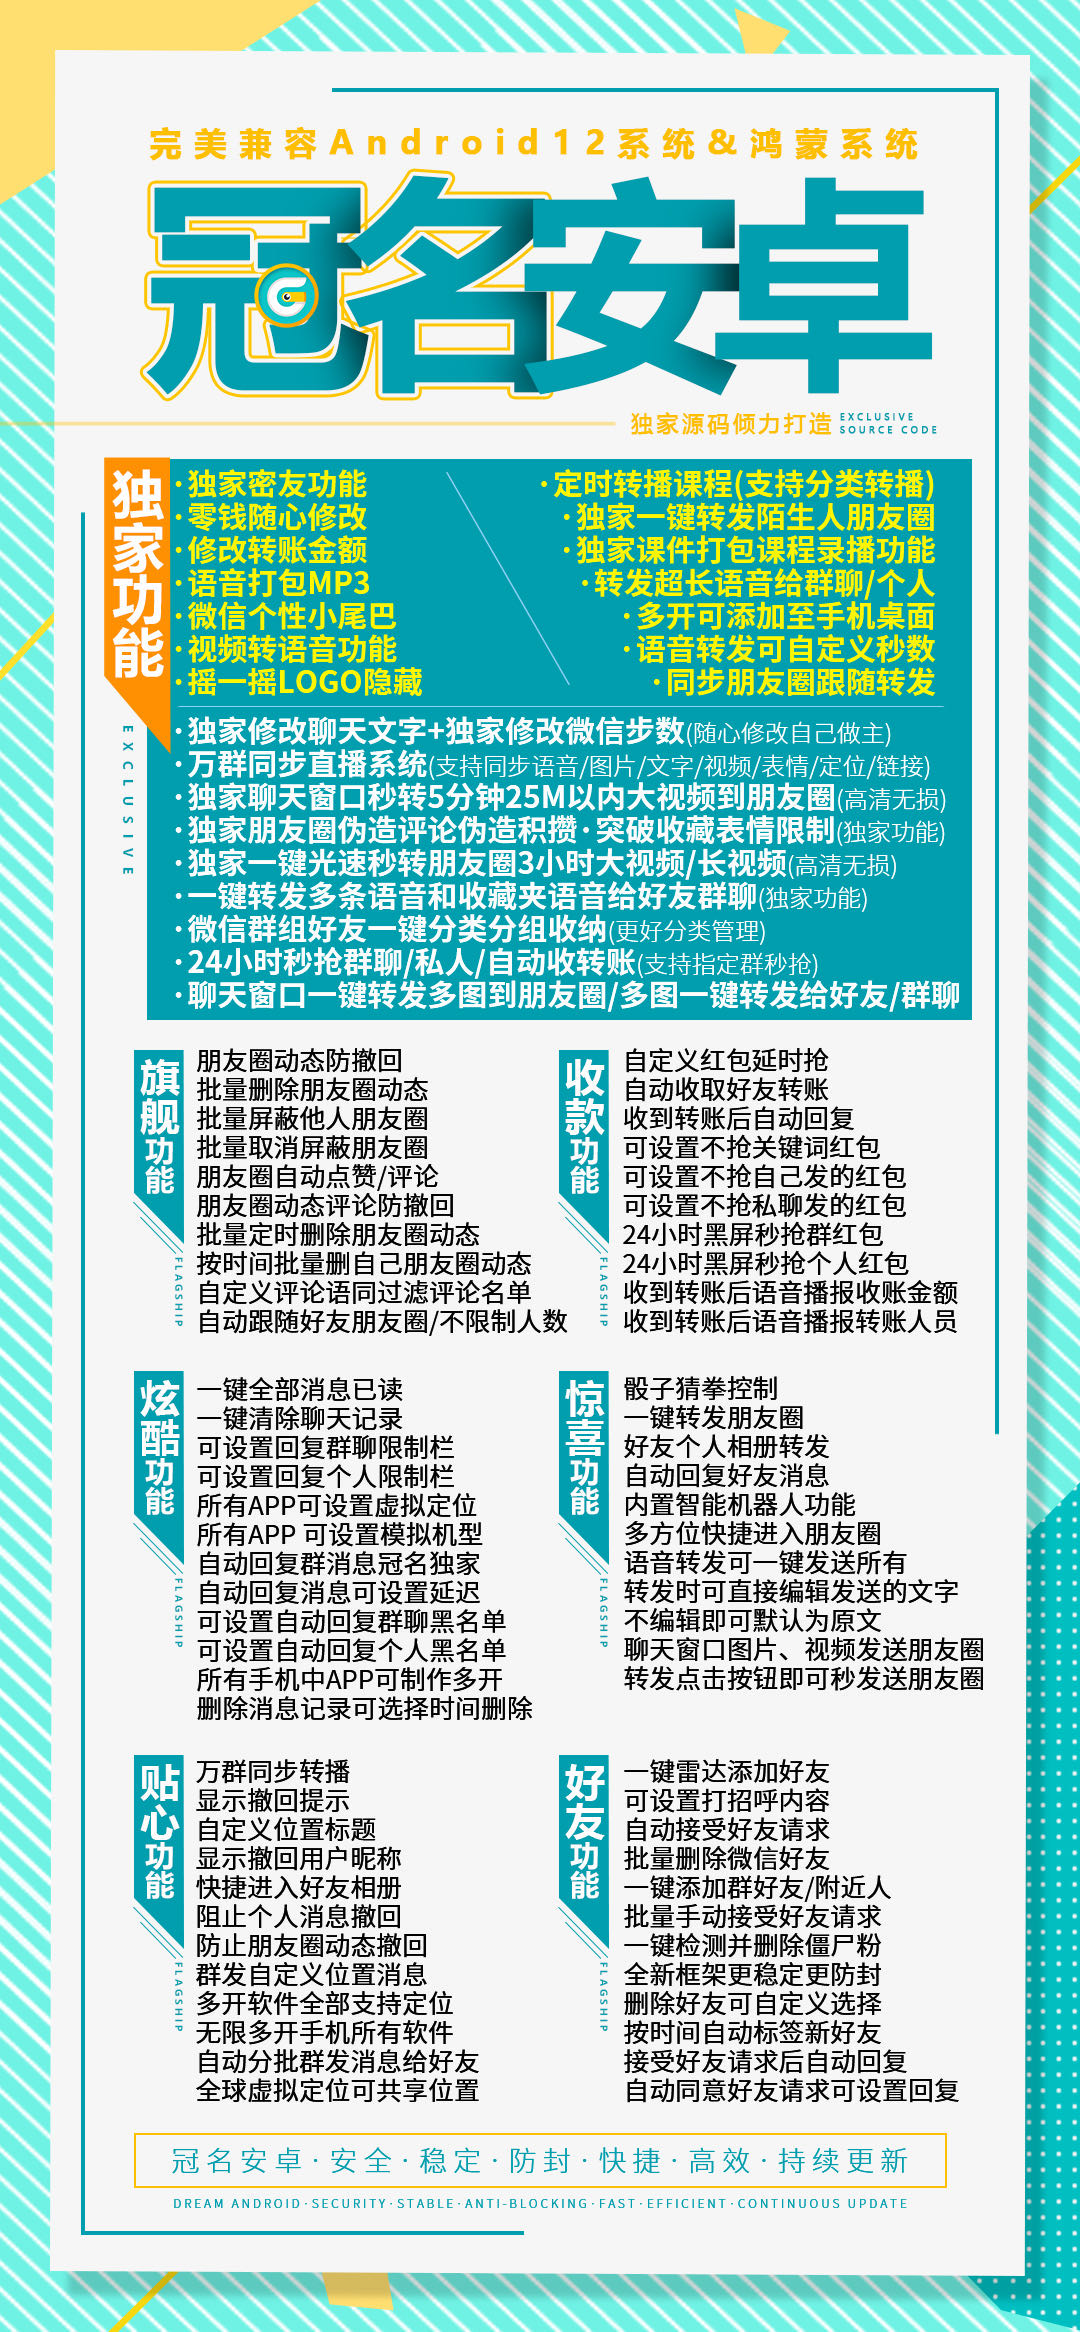 完美兼容Android12系统&鸿蒙系统
冠名安卓
独家源码倾力打造
EXCLUSIVE
SOURCE CODE
独家功能
EXCLUSIVE
·独家密友功能
·零钱随心修改
·修改转账金额
·语音打包MP3
·微信个性小尾巴
·视频转语音功能
·摇一摇LOGO隐藏
·定时转播课程(支持分类转播)
·独家一键转发陌生人朋友圈
·独家课件打包课程录播功能
·转发超长语音给群聊/个人
·多开可添加至手机桌面
·语音转发可自定义秒数
·同步朋友圈跟随转发
·独家修改聊天文字+独家修改微信步数(随心修改自己做主)
·万群同步直播系统(支持同步语音/图片/文字/视频/表情/定位/链接)
·独家聊天窗口秒转5分钟25M以内大视频到朋友圈(高清无损)
·独家朋友圈伪造评论伪造积攒·突破收藏表情限制(独家功能)
·独家一键光速秒转朋友圈3小时大视频/长视频(高清无损)
·一键转发多条语音和收藏夹语音给好友群聊(独家功能)
·微信群组好友一键分类分组收纳(更好分类管理)
·24小时秒抢群聊/私人/自动收转账(支持指定群秒抢)
·聊天窗口一键转发多图到朋友圈/多图一键转发给好友/群聊
旗舰功能
FLAGSHIP
朋友圈动态防撤回
批量删除朋友圈动态
批量屏蔽他人朋友圈
批量取消屏蔽朋友圈
朋友圈自动点赞/评论
朋友圈动态评论防撤回
批量定时删除朋友圈动态
按时间批量删自己朋友圈动态
自定义评论语同过滤评论名单
自动跟随好友朋友圈/不限制人数
收款功能
FLAGSHIP
自定义红包延时抢
自动收取好友转账
收到转账后自动回复
可设置不抢关键词红包
可设置不抢自己发的红包
可设置不抢私聊发的红包
24小时黑屏秒抢群红包
24小时黑屏秒抢个人红包
收到转账后语音播报收账金额
收到转账后语音播报转账人员
炫酷功能
FLAGSHIP
一键全部消息已读
一键清除聊天记录
可设置回复群聊限制栏
可设置回复个人限制栏
所有APP可设置虚拟定位
所有APP 可设置模拟机型
自动回复群消息冠名独家
自动回复消息可设置延迟
可设置自动回复群聊黑名单
可设置自动回复个人黑名单
所有手机中APP可制作多开
删除消息记录可选择时间删除
惊喜功能
FLAGSHIP
骰子猜拳控制
一键转发朋友圈
好友个人相册转发
自动回复好友消息
内置智能机器人功能
多方位快捷进入朋友圈
语音转发可一键发送所有
转发时可直接编辑发送的文字
不编辑即可默认为原文
聊天窗口图片、视频发送朋友圈
转发点击按钮即可秒发送朋友圈
贴心功能
FLAGSHIP
万群同步转播
显示撤回提示
自定义位置标题
显示撤回用户昵称
快捷进入好友相册
阻止个人消息撤回
防止朋友圈动态撤回
群发自定义位置消息
多开软件全部支持定位
无限多开手机所有软件
自动分批群发消息给好友
全球虚拟定位可共享位置
好友功能
FLAGSHIP
一键雷达添加好友
可设置打招呼内容
自动接受好友请求
批量删除微信好友
一键添加群好友/附近人
批量手动接受好友请求
一键检测并删除僵尸粉
全新框架更稳定更防封
删除好友可自定义选择
按时间自动标签新好友
接受好友请求后自动回复
自动同意好友请求可设置回复
冠名安卓·安全·稳定·防封·快捷·高效·持续更新
DREAM ANDROID·SECURITY·STABLE·ANTI-BLOCKING·FAST·EFFICIENT·CONTINUOUS UPDATE